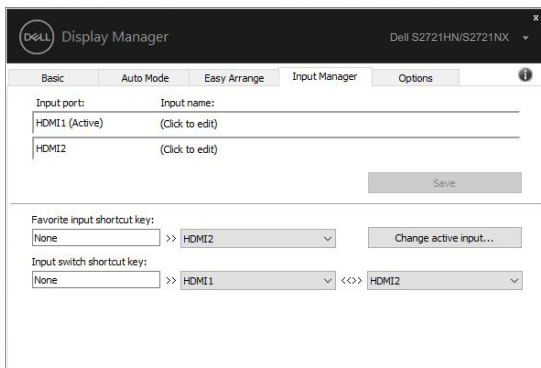 x
DELL Display Manager Dell S2721HN/S2721NX
Basic Auto Mode Easy Arrange Input Manager Options i
Input port: Input name:
HDMI1 (Active) (Click to edit)
HDMI2 (Click to edit)
Save
Favorite input shortcut key:
None >> HDMI2 Change active input...
Input switch shortcut key:
None >> HDMI1 <<>> HDMI2